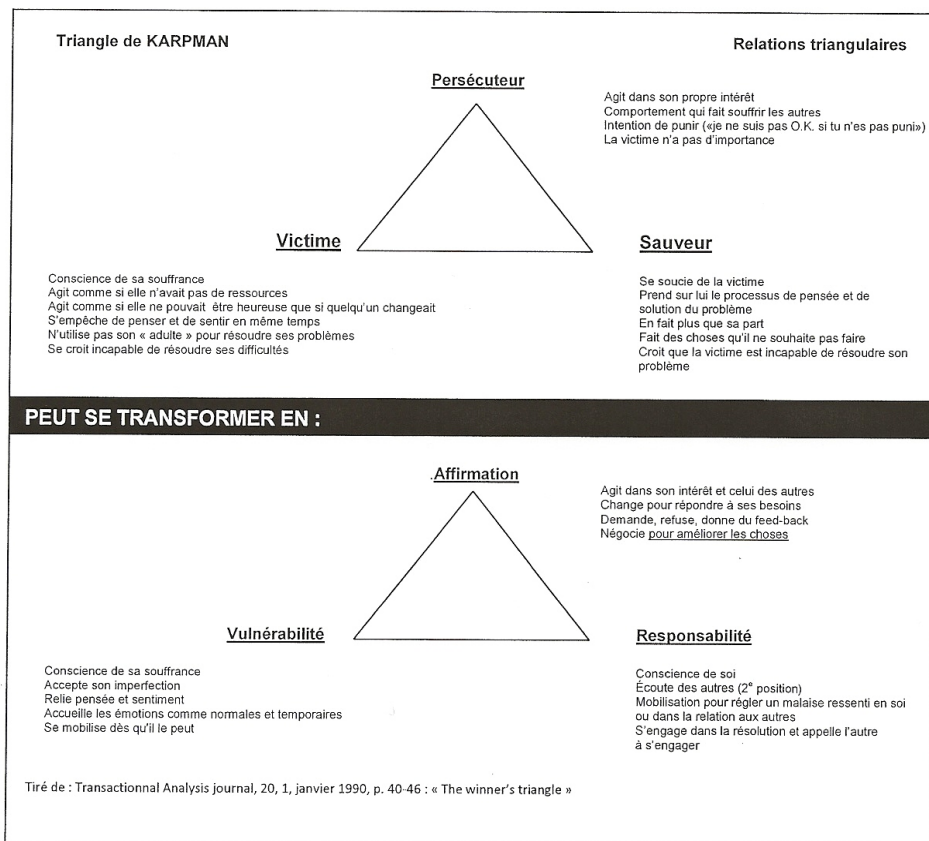 Triangle de KARPMAN
Relations triangulaires
Persécuteur
Agit dans son propre intérêt
Comportement qui fait souffrir les autres
Intention de punir («je ne suis pas O.K. si tu n'es pas puni»)
La victime n'a pas d'importance
Victime
Conscience de sa souffrance
Agit comme si elle n'avait pas de ressources
Agit comme si elle ne pouvait être heureuse que si quelqu'un changeait
S'empêche de penser et de sentir en même temps
N'utilise pas son « adulte » pour résoudre ses problèmes
Se croit incapable de résoudre ses difficultés
Sauveur
Se soucie de la victime
Prend sur lui le processus de pensée et de
solution du problème
En fait plus que sa part
Fait des choses qu'il ne souhaite pas faire
Croit que la victime est incapable de résoudre son
problème
PEUT SE TRANSFORMER EN :
.Affirmation
Agit dans son intérêt et celui des autres
Change pour répondre à ses besoins
Demande, refuse, donne du feed-back
Négocie pour améliorer les choses
Vulnérabilité
Conscience de sa souffrance
Accepte son imperfection
Relie pensée et sentiment
Accueille les émotions comme normales et temporaires
Se mobilise dès qu'il le peut
Responsabilité
Conscience de soi
Écoute des autres (2e position)
Mobilisation pour régler un malaise ressenti en soi
ou dans la relation aux autres
S'engage dans la résolution et appelle l'autre
à s'engager
Tiré de : Transactionnal Analysis journal, 20, 1, janvier 1990, p. 40-46 : « The winner's triangle »